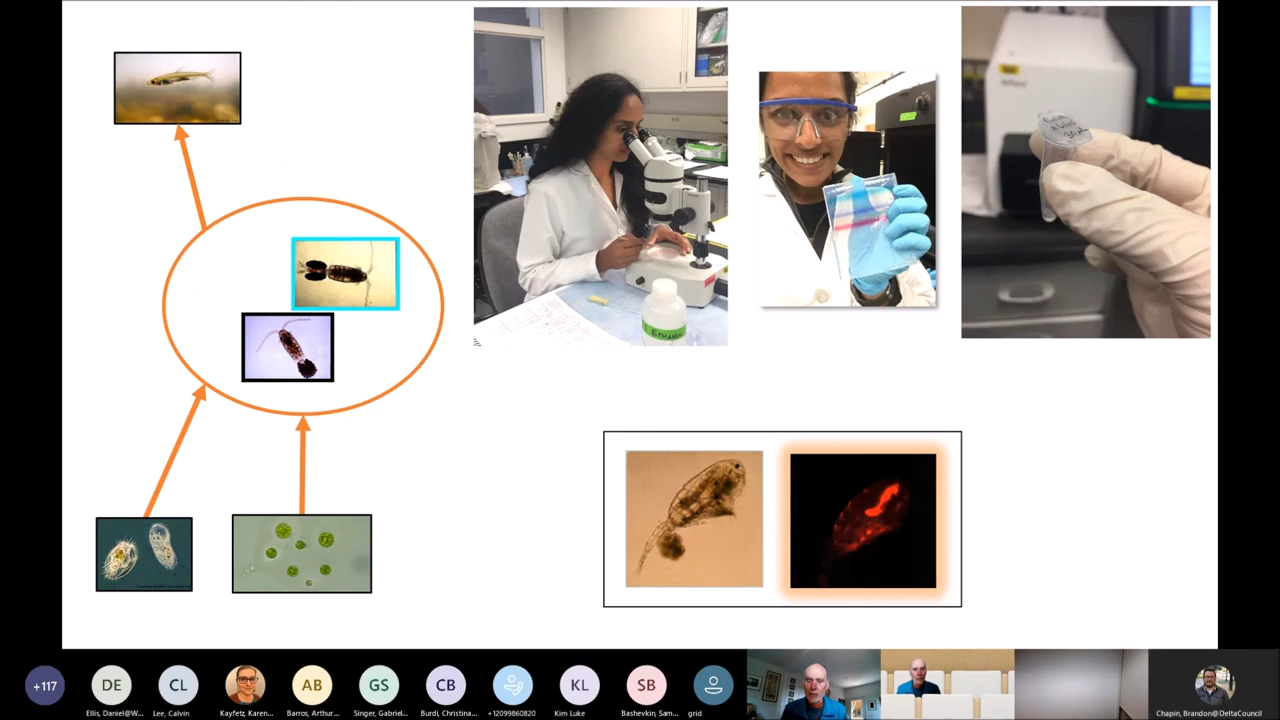 ETHANOL
+117
DE
CL
AB
GS
CB
KL
SB
Ellis, Daniel@W...
Lee, Calvin
Kayfetz, Karen...
Barros, Arthur...
Singer, Gabriel...
Burdi, Christina...
+12099860820
Kim Luke
Bashevkin, Sam...
grid
Chapin, Brandon@DeltaCouncil